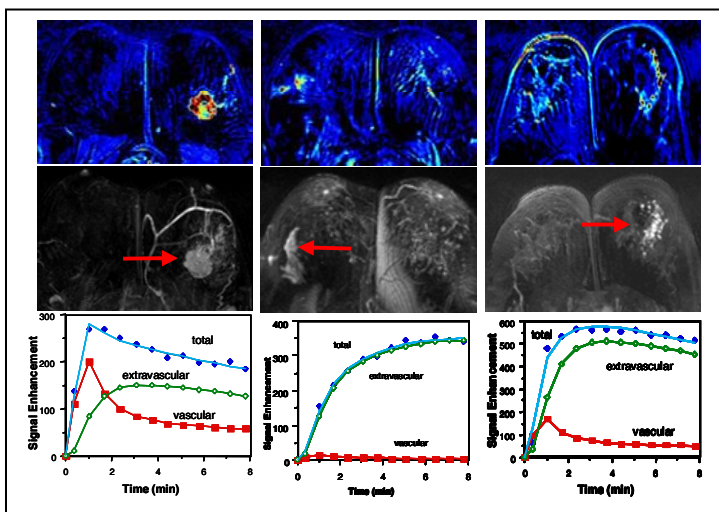 Signal Enhancement
300
200
100
0
total
extravascular
vascular
0 2 4 6 8
Time (min)
Signal Enhancement
400
300
200
100
0
total
extravascular
vascular
0 2 4 6 8
Time (min)
Signal Enhancement
600
500
400
300
200
100
0
total
extravascular
vascular
0 2 4 6 8
Time (min)